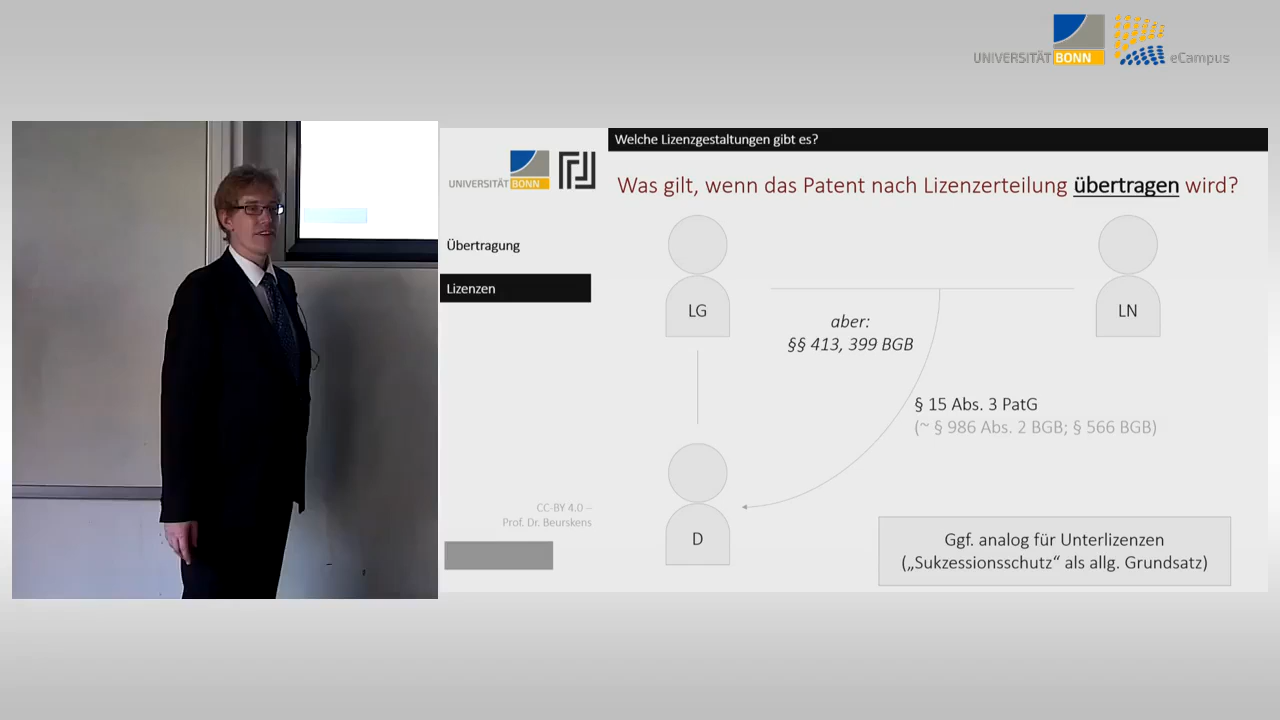 UNIVERSITÄT BONN eCampus
Welche Lizenzgestaltungen gibt es?
UNIVERSITÄT BONN
Was gilt, wenn das Patent nach Lizenzerteilung übertragen wird?
Übertragung
Lizenzen
LG
LN
aber:
§§ 413, 399 BGB
§ 15 Abs. 3 PatG
(~ § 986 Abs. 2 BGB; § 566 BGB)
CC-BY 4.0 –
Prof. Dr. Beurskens
D
Ggf. analog für Unterlizenzen
(„Sukzessionsschutz“ als allg. Grundsatz)